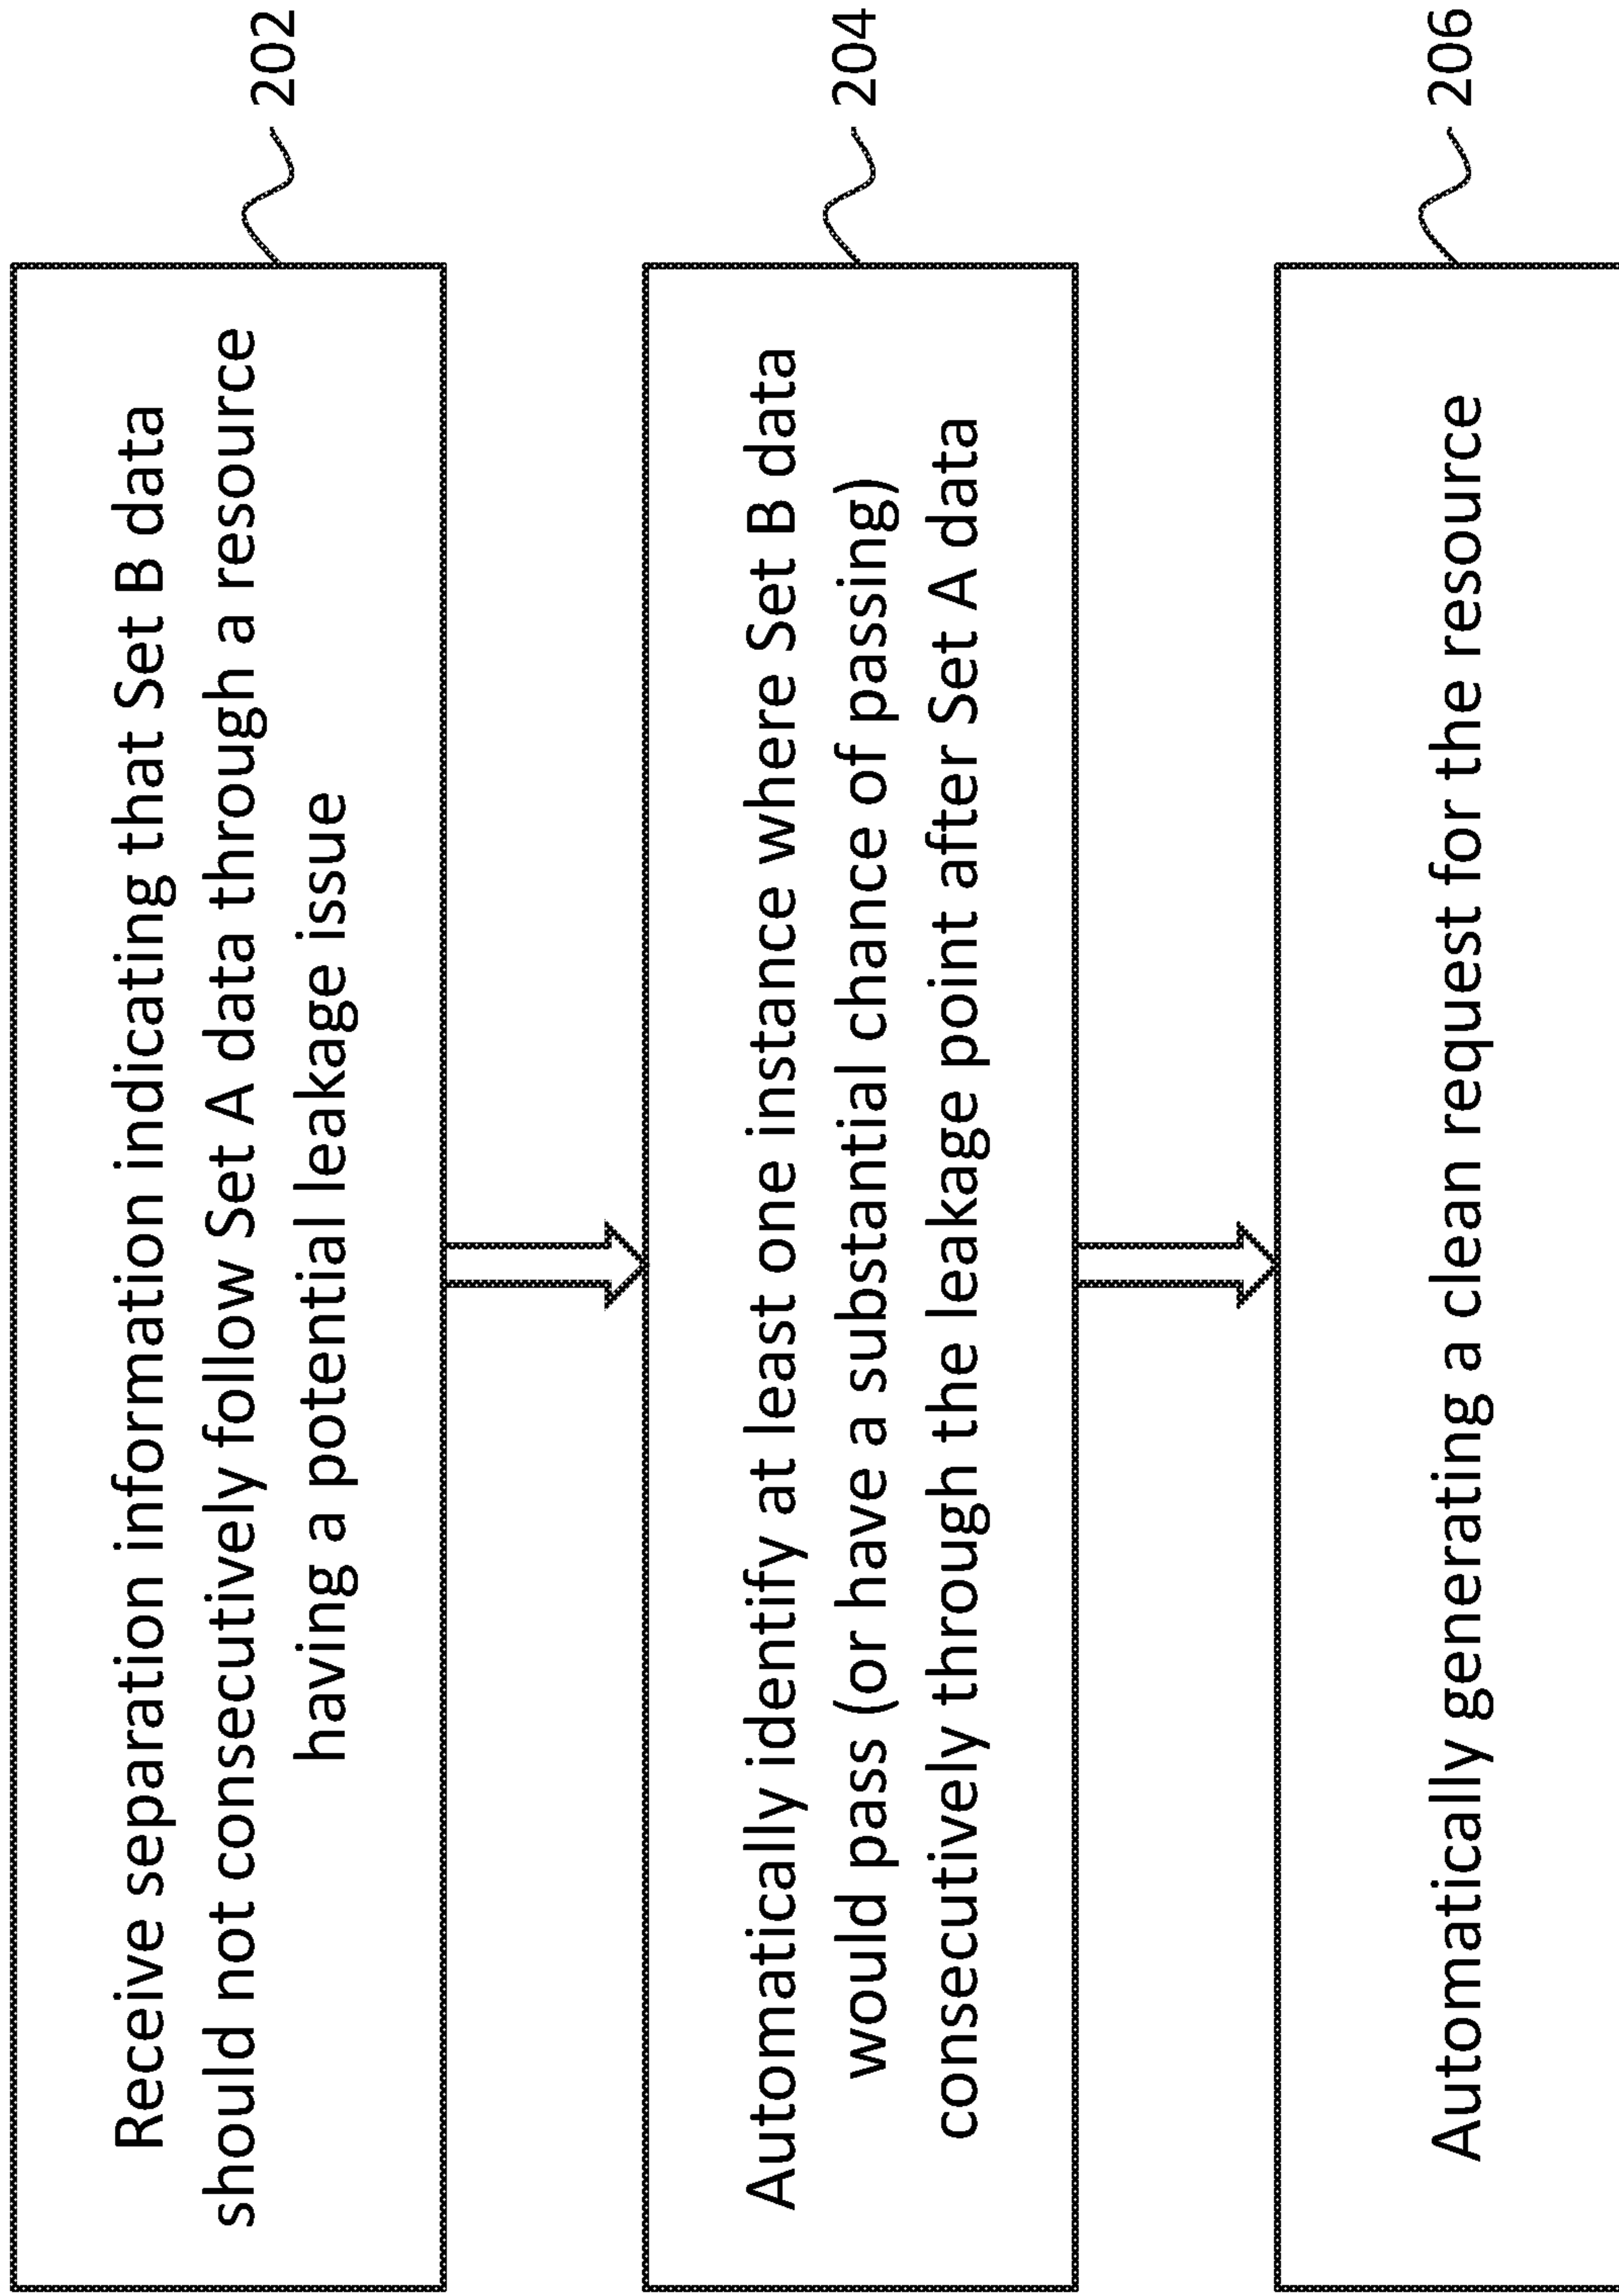 Receive separation information indicating that Set B data
should not consecutively follow Set A data through a resource
having a potential leakage issue
202
Automatically identify at least one instance where Set B data
would pass (or have a substantial chance of passing)
consecutively through the leakage point after Set A data
204
Automatically generating a clean request for the resource
206